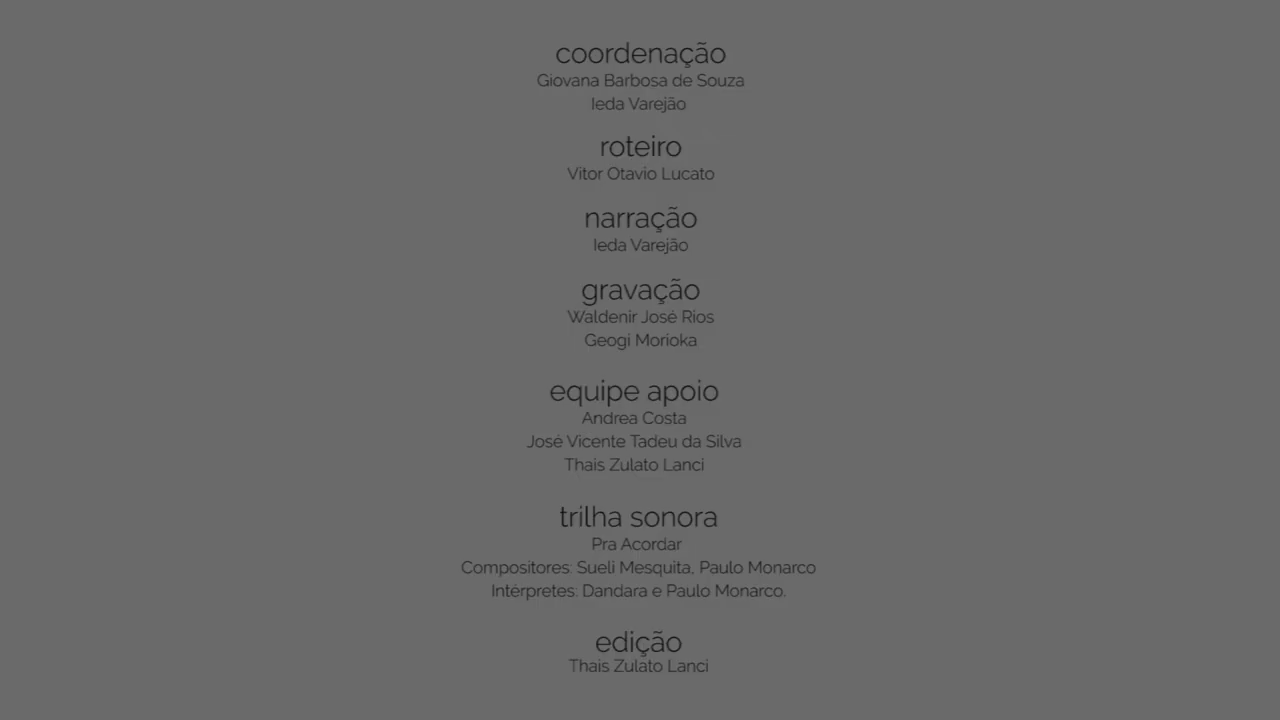 coordenação
Giovana Barbosa de Souza
Ieda Varejão
roteiro
Vitor Otavio Lucato
narração
Ieda Varejão
gravação
Waldenir José Rios
Geogi Morioka
equipe apoio
Andrea Costa
José Vicente Tadeu da Silva
Thais Zulato Lanci
trilha sonora
Pra Acordar
Compositores: Sueli Mesquita, Paulo Monarco
Intérpretes: Dandara e Paulo Monarco.
edição
Thais Zulato Lanci